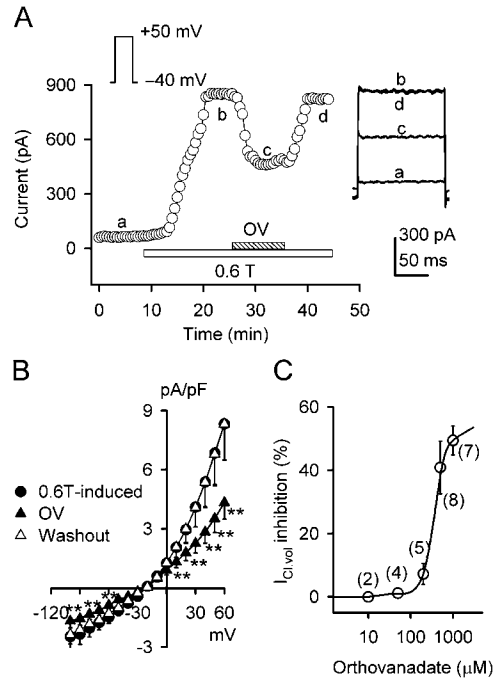 A
+50 mV
−40 mV
Current (pA)
900
600
300
0
a
b
c
d
OV
0.6 T
0
10
20
30
40
50
Time (min)
b
d
c
a
300 pA
50 ms
B
pA/pF
9
6
3
-3
-120
-30
30
60
mV
0.6T-induced
OV
Washout
**
**
**
**
**
**
**
**
**
C
I Cl.vol inhibition (%)
60
40
20
0
(2)
(4)
(5)
(8)
(7)
10
100
1000
Orthovanadate (μM)